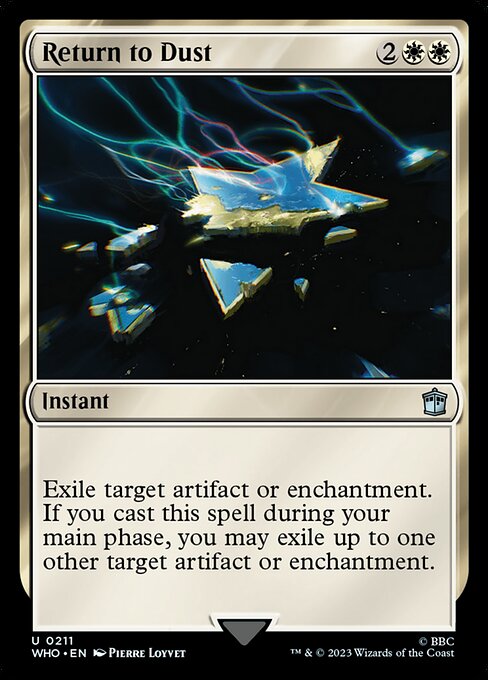 Return to Dust 2
Instant
Exile target artifact or enchantment.
If you cast this spell during your
main phase, you may exile up to one
other target artifact or enchantment.
U 0211
WHO • EN Pierre Loyvet
© BBC
™ & © 2023 Wizards of the Coast